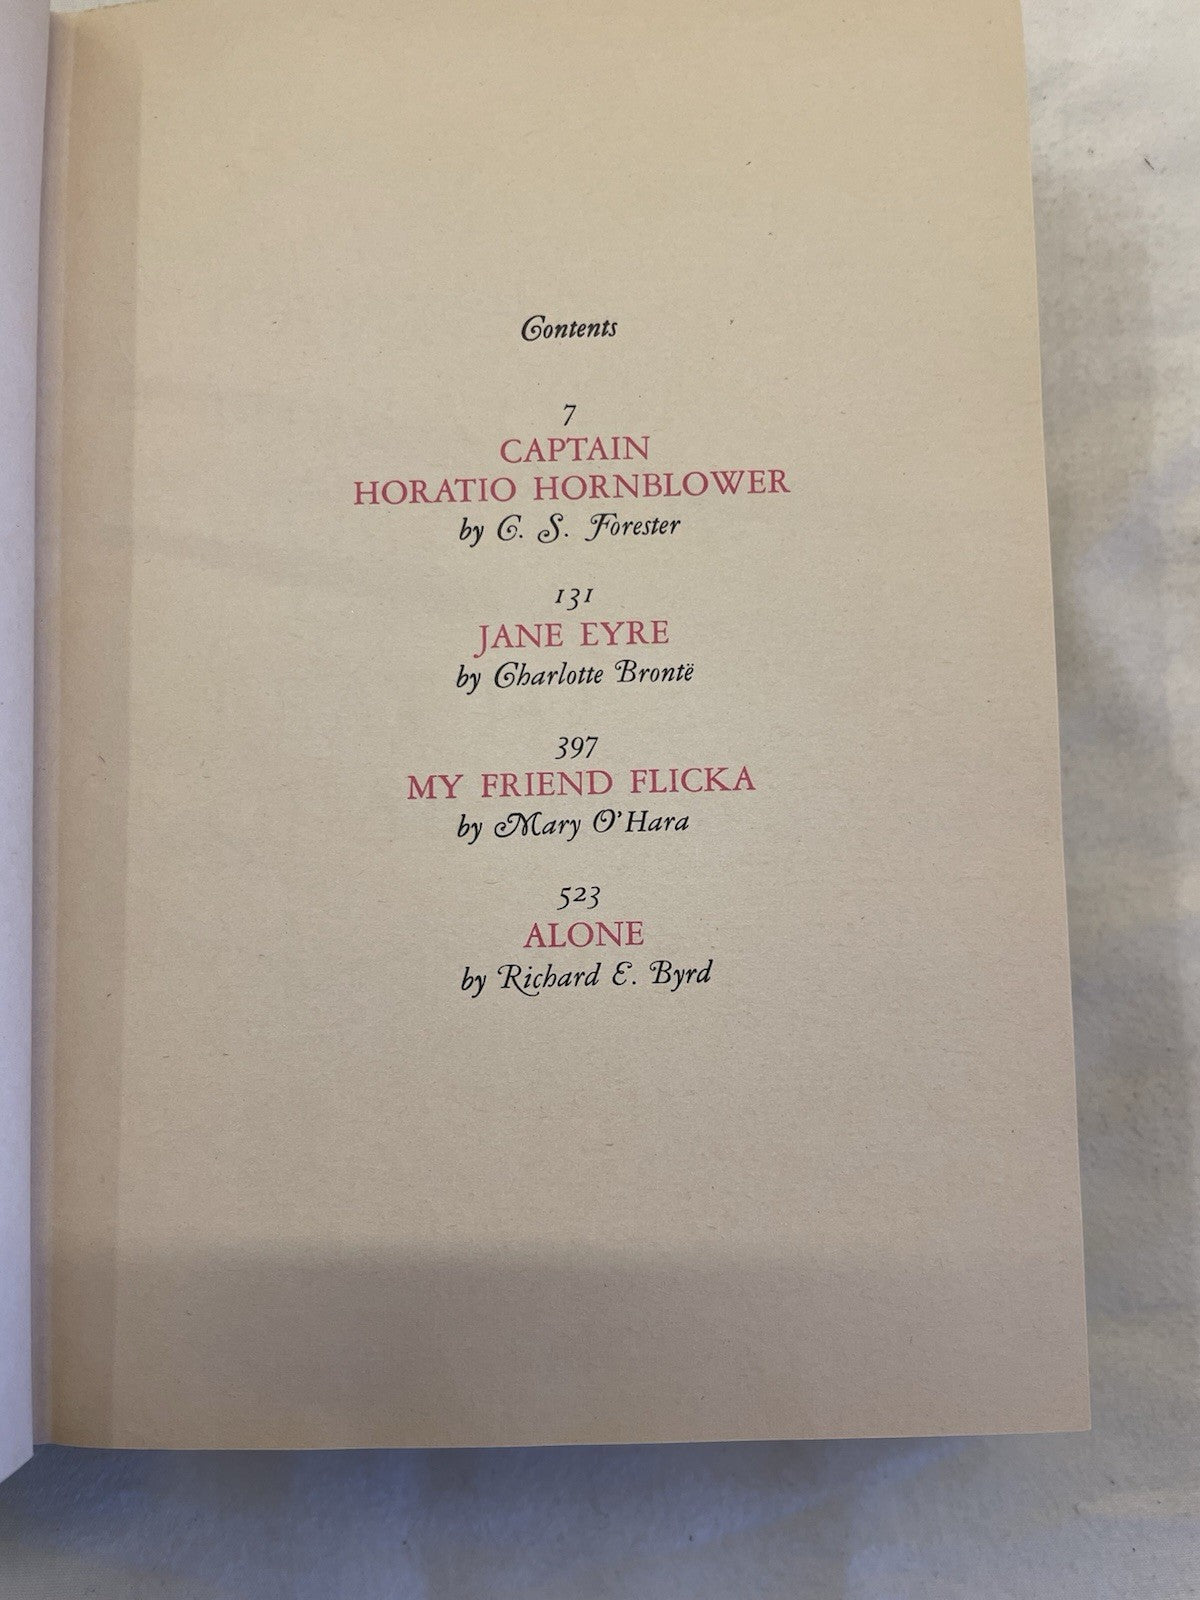 Contents
7
CAPTAIN
HORATIO HORNBLOWER
by C. S. Forester
131
JANE EYRE
by Charlotte Brontë
397
MY FRIEND FLICKA
by Mary O'Hara
523
ALONE
by Richard E. Byrd